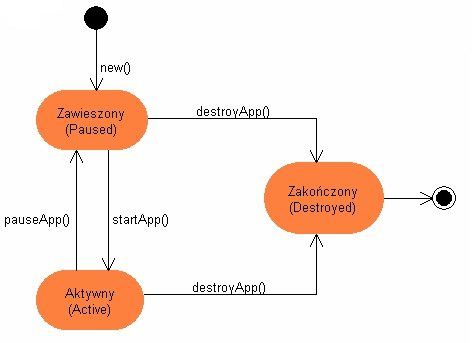 new()
Zawieszony
(Paused)
destroyApp()
Zakończony
(Destroyed)
pauseApp()
startApp()
Aktywny
(Active)
destroyApp()